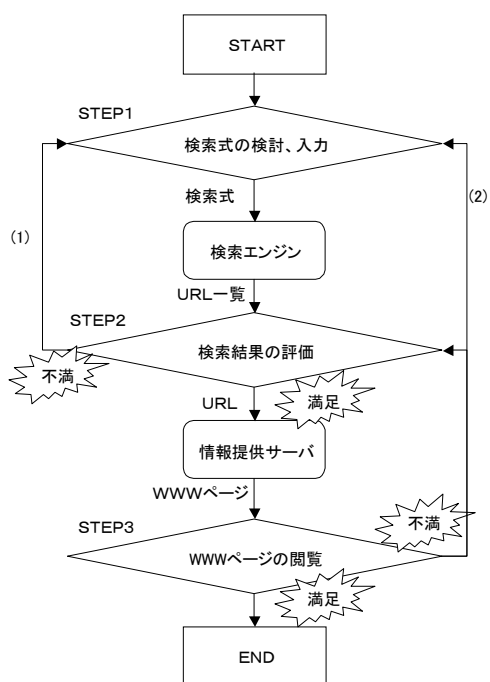 START
STEP1
検索式の検討、入力
検索式
(2)
(1)
検索エンジン
URL一覧
STEP2
検索結果の評価
不満
満足
URL
情報提供サーバ
WWWページ
不満
STEP3
WWWページの閲覧
満足
END